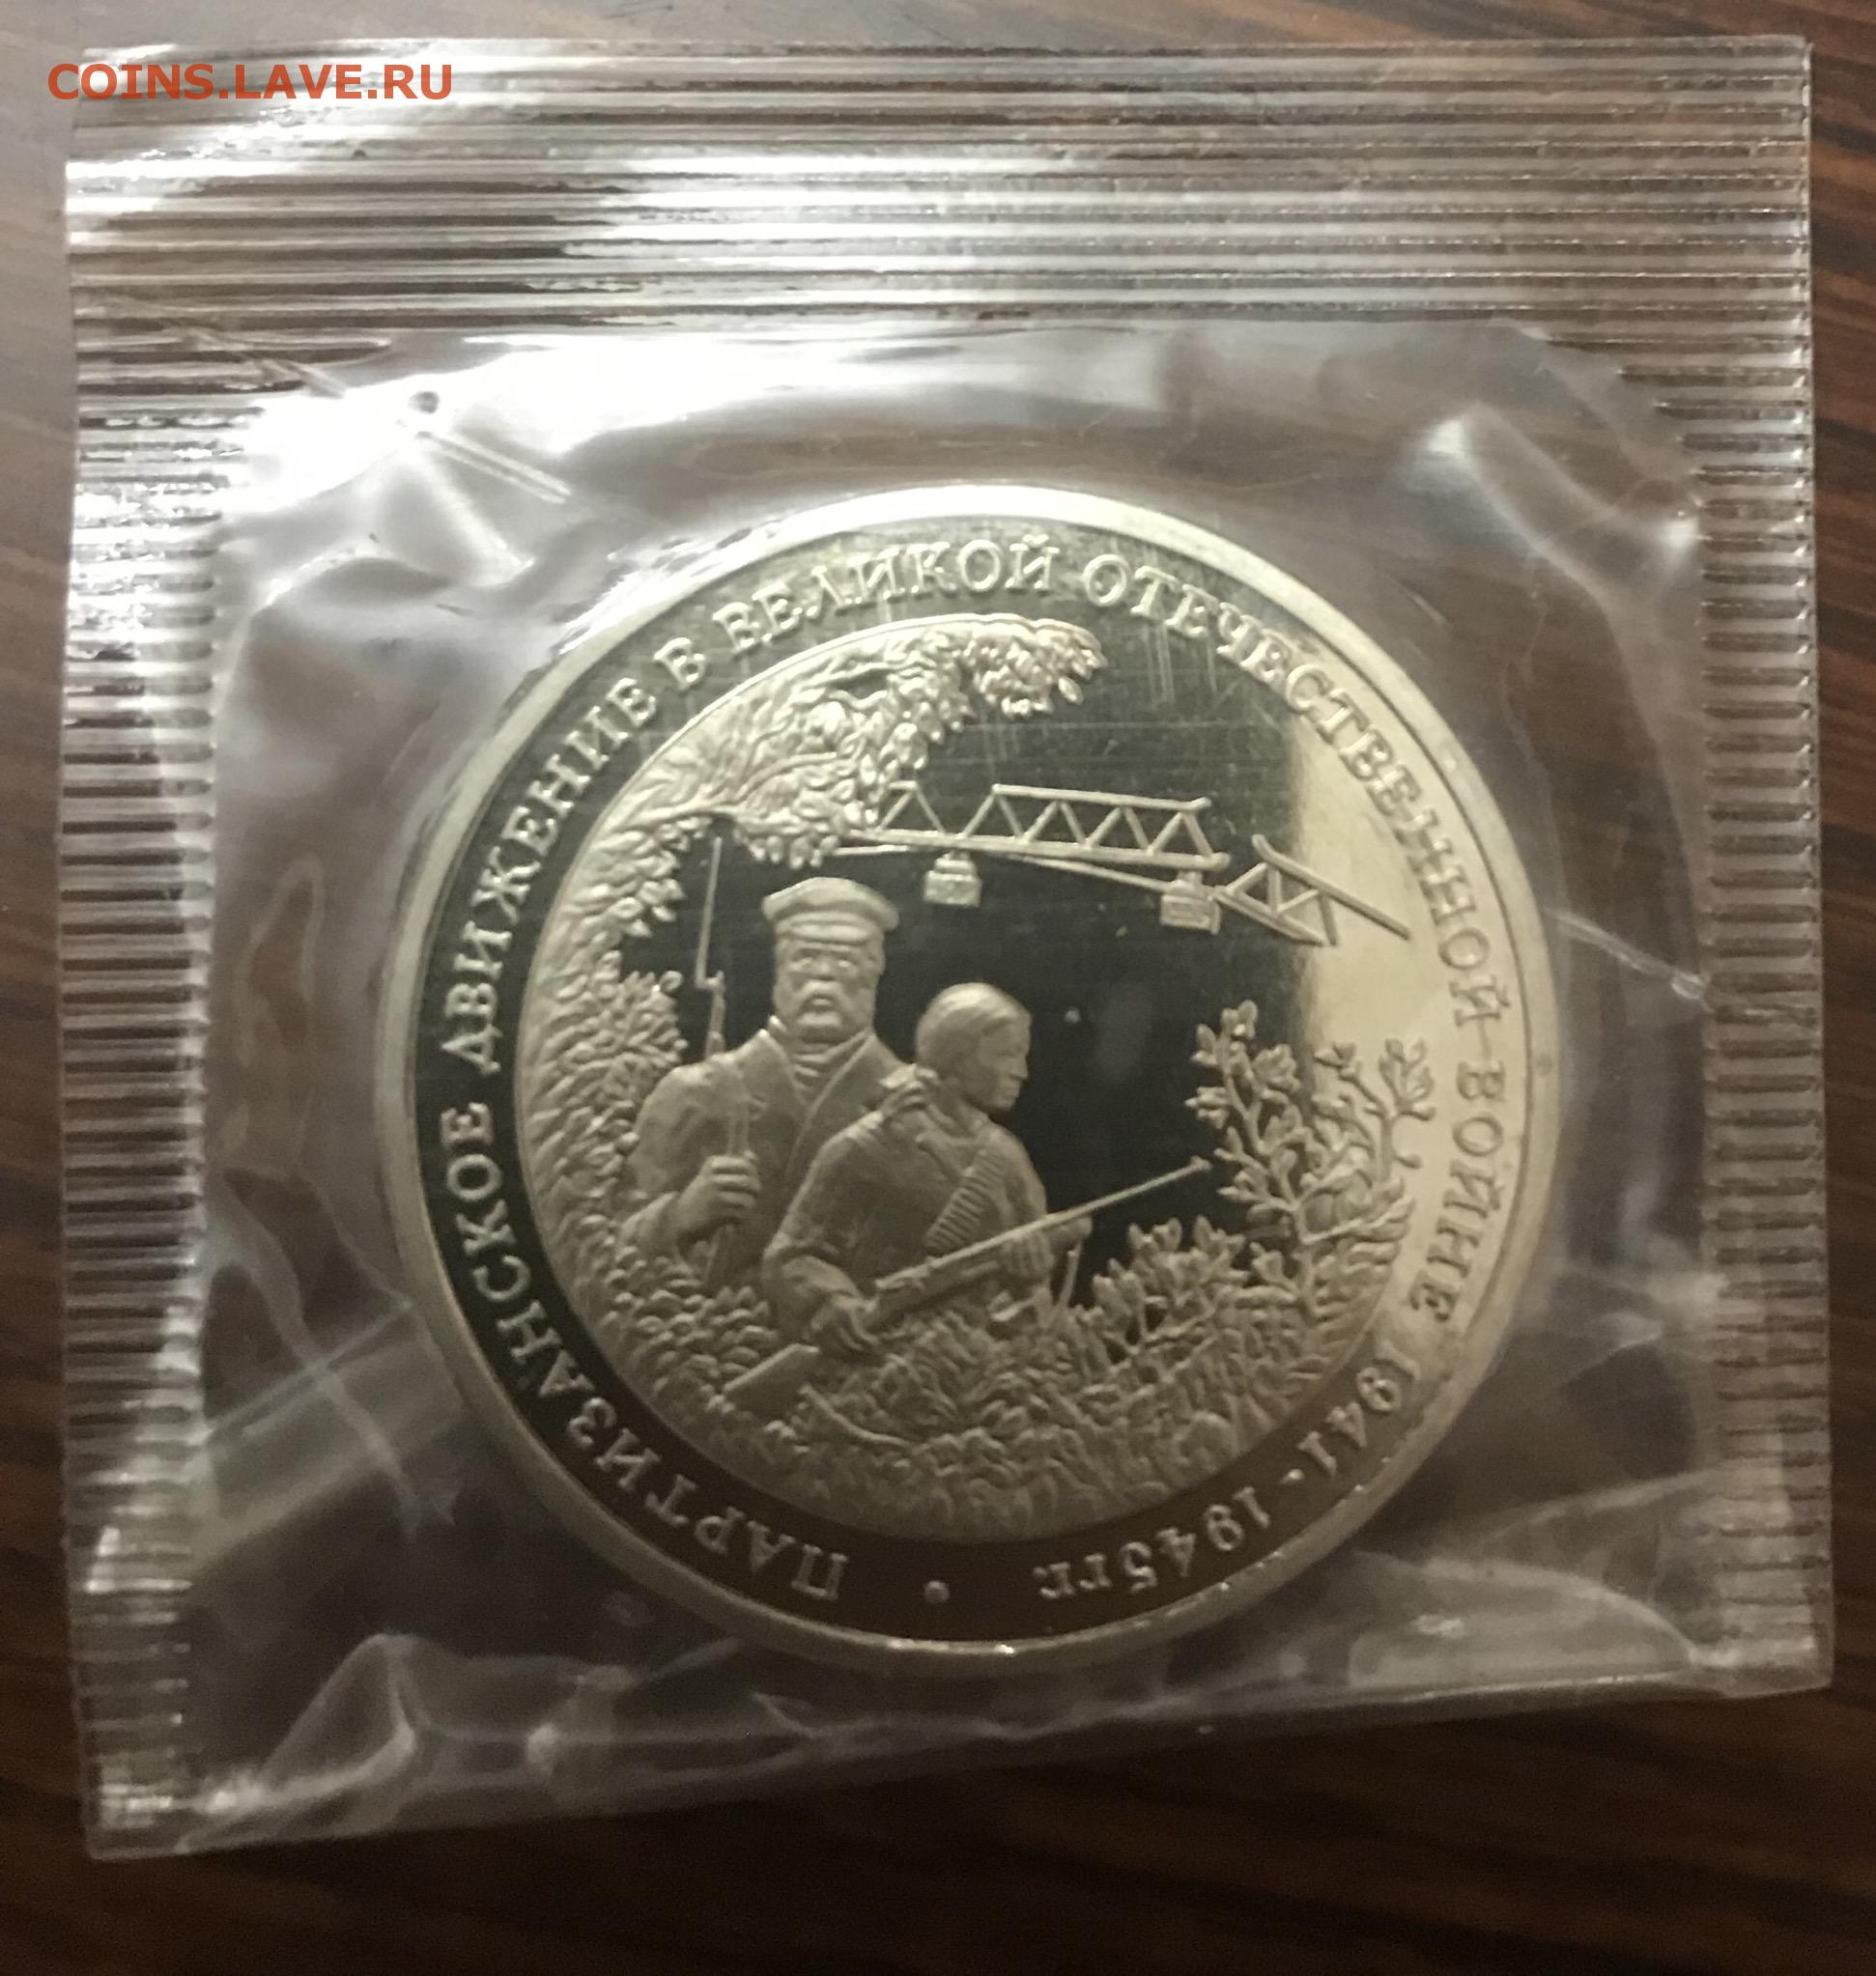 COINS.LAVE.RU
ПАРТИЗАНСКОЕ ДВИЖЕНИЕ В ВЕЛИКОЙ ОТЕЧЕСТВЕННОЙ ВОЙНЕ 1941-1945гг. •